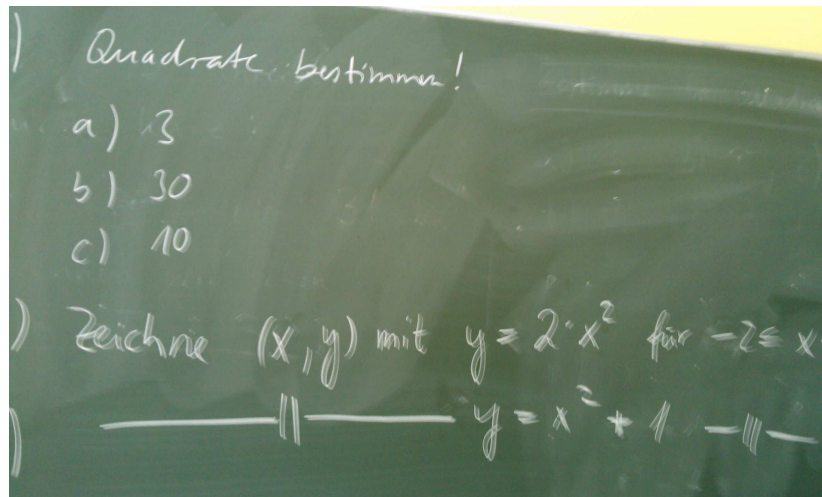 ) Quadrate bestimmen!
a) 3
b) 30
c) 10
) Zeichne (x,y) mit y = 2·x² für -2≤ x
) —— || —— y = x² + 1 — || —